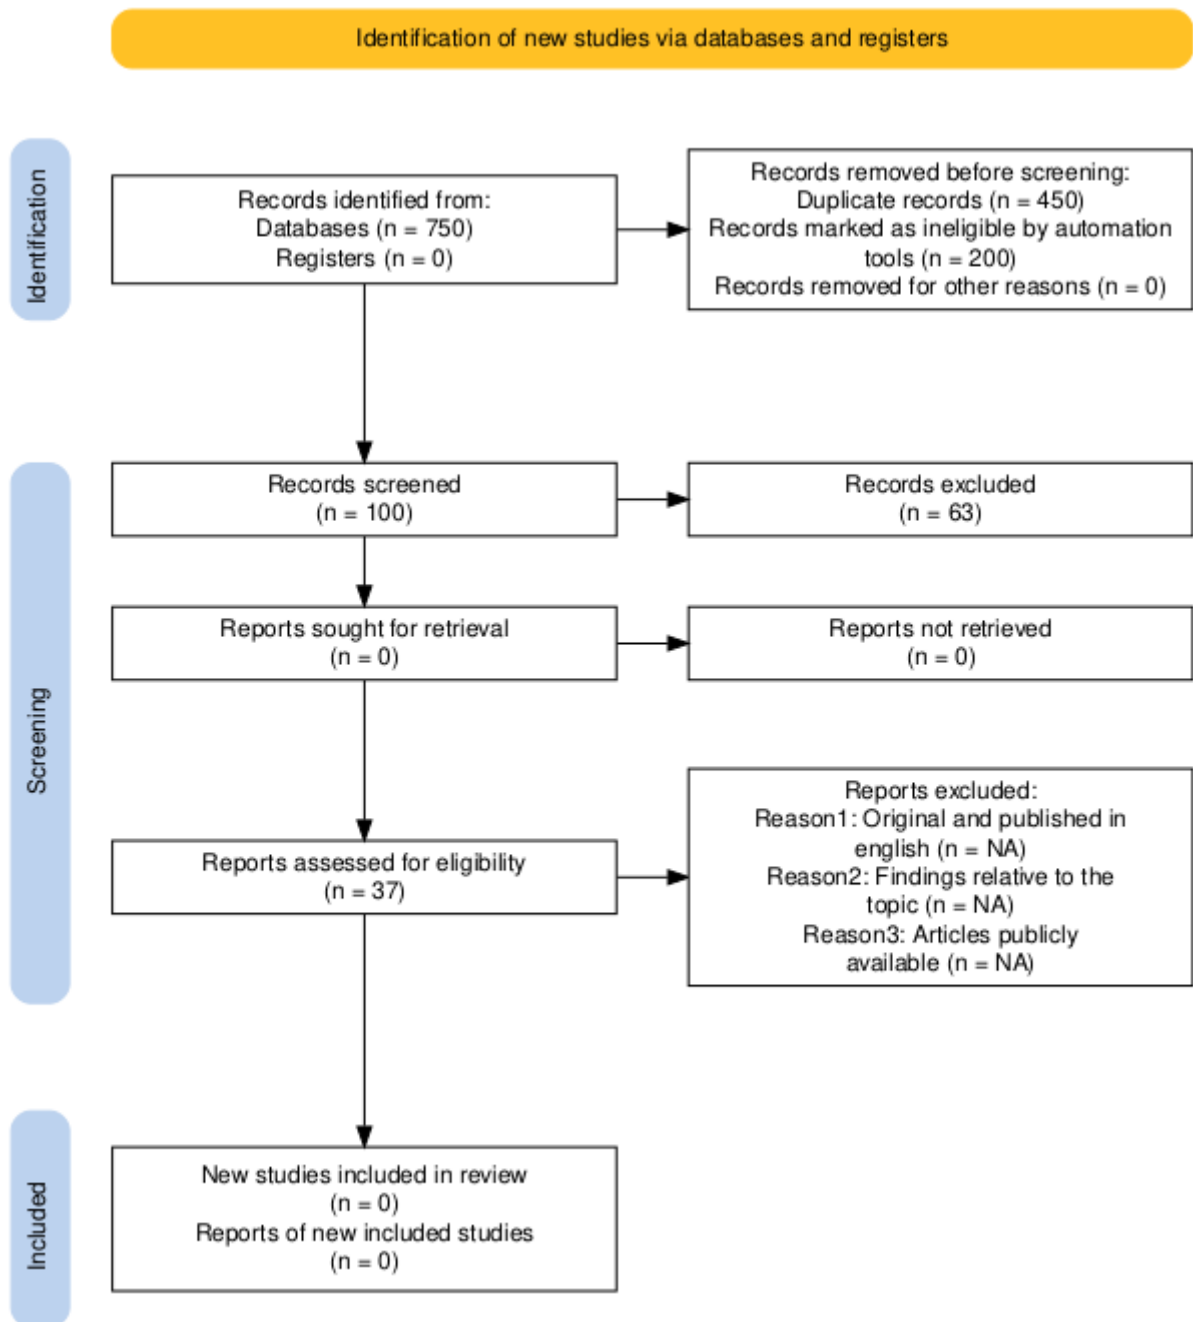 Identification of new studies via databases and registers
Identification
Records identified from:
Databases (n = 750)
Registers (n = 0)
Records removed before screening:
Duplicate records (n = 450)
Records marked as ineligible by automation
tools (n = 200)
Records removed for other reasons (n = 0)
Screening
Records screened
(n = 100)
Records excluded
(n = 63)
Reports sought for retrieval
(n = 0)
Reports not retrieved
(n = 0)
Reports assessed for eligibility
(n = 37)
Reports excluded:
Reason1: Original and published in
english (n = NA)
Reason2: Findings relative to the
topic (n = NA)
Reason3: Articles publicly
available (n = NA)
Included
New studies included in review
(n = 0)
Reports of new included studies
(n = 0)